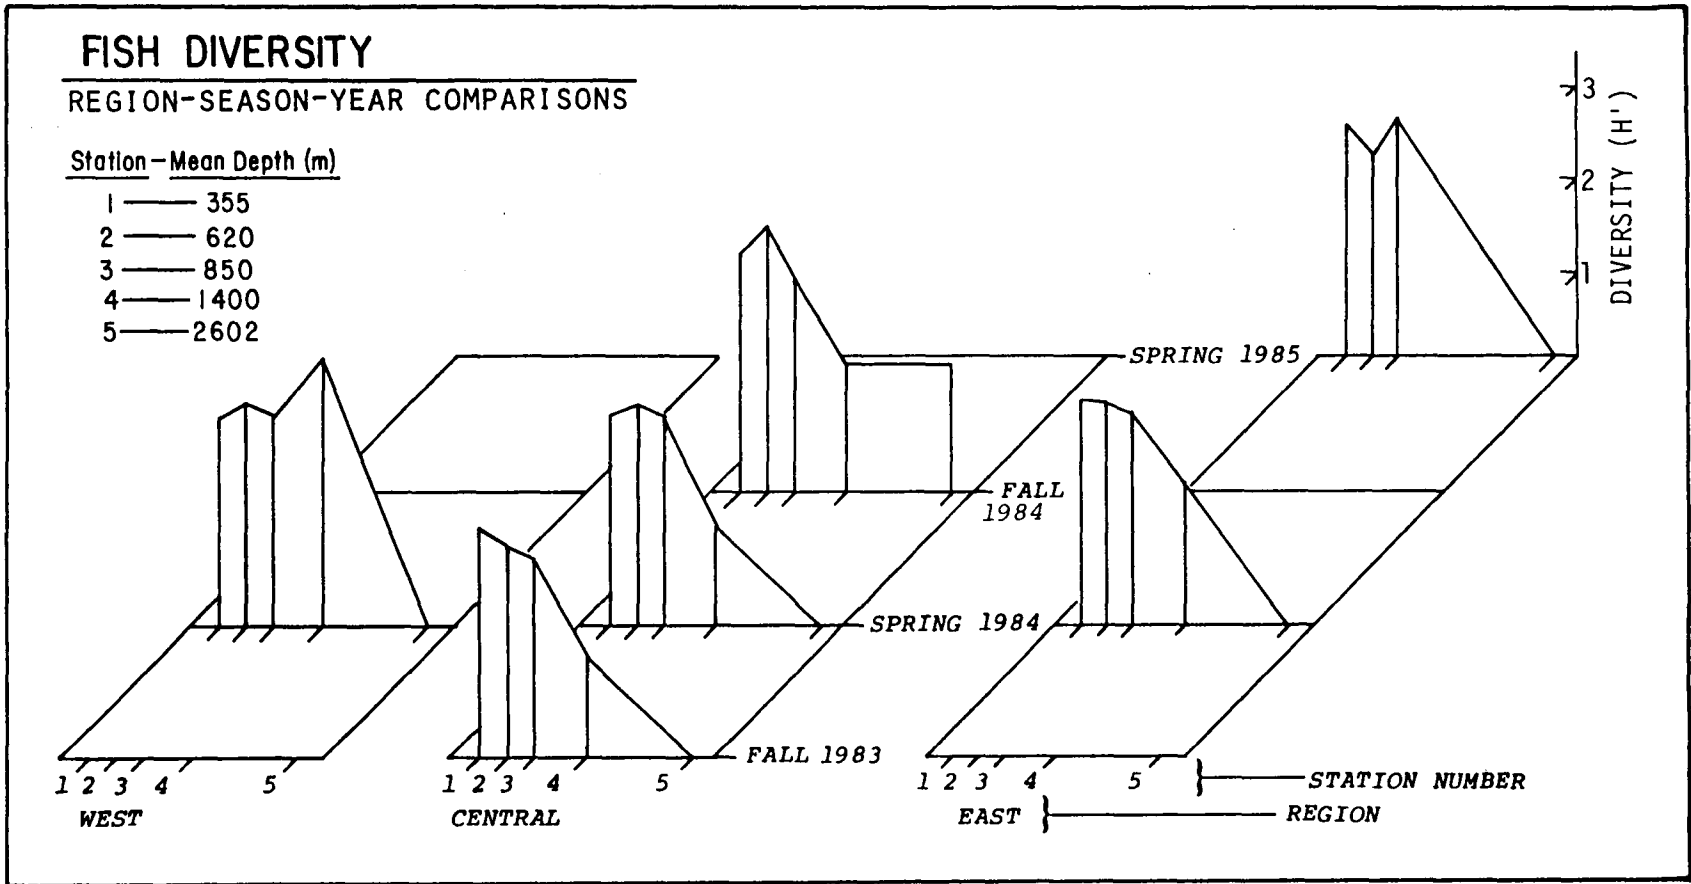 FISH DIVERSITY
REGION-SEASON-YEAR COMPARISONS
Station - Mean Depth (m)
1 — 355
2 — 620
3 — 850
4 — 1400
5 — 2602
3
2
1
DIVERSITY (H')
SPRING 1985
FALL
1984
SPRING 1984
FALL 1983
1 2 3 4 5
1 2 3 4 5
1 2 3 4 5
STATION NUMBER
WEST
CENTRAL
EAST
REGION